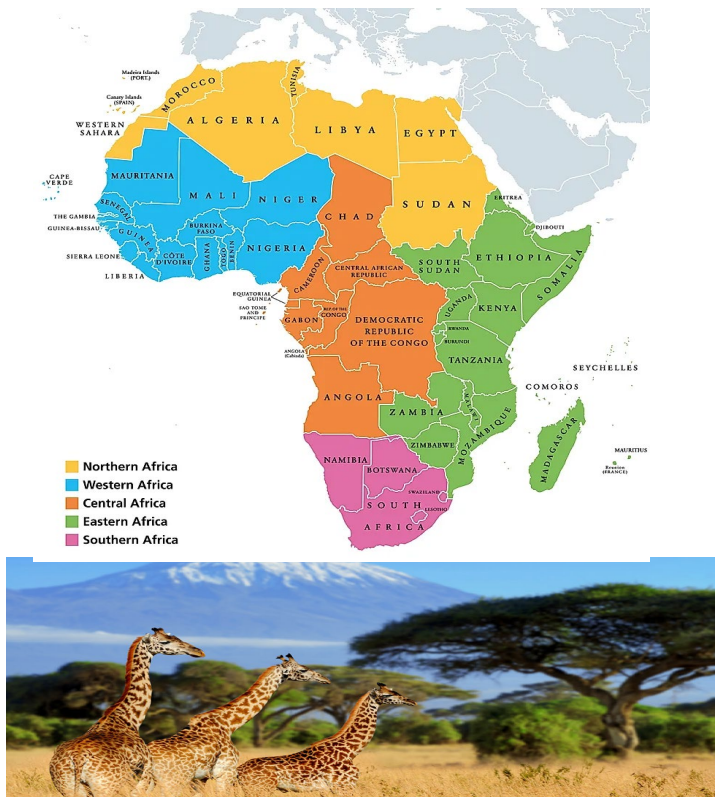 Madeira Islands
(PORT.)
Canary Islands
(SPAIN)
MOROCCO
TUNISIA
ALGERIA
LIBYA
EGYPT
WESTERN
SAHARA
CAPE
VERDE
MAURITANIA
MALI
NIGER
CHAD
SUDAN
ERITREA
DJIBOUTI
SENEGAL
THE GAMBIA
GUINEA-BISSAU
GUINEA
SIERRA LEONE
LIBERIA
CÔTE
D'IVOIRE
BURKINA
FASO
GHANA
TOGO
BENIN
NIGERIA
CAMEROON
CENTRAL AFRICAN
REPUBLIC
SOUTH
SUDAN
ETHIOPIA
SOMALIA
EQUATORIAL
GUINEA
SAO TOME
AND
PRINCIPE
GABON
REP. OF THE
CONGO
DEMOCRATIC
REPUBLIC
OF THE CONGO
UGANDA
KENYA
RWANDA
BURUNDI
TANZANIA
ANGOLA
(Cabinda)
SEYCHELLES
COMOROS
ANGOLA
ZAMBIA
MALAWI
MOZAMBIQUE
ZIMBABWE
MADAGASCAR
MAURITIUS
Réunion
(FRANCE)
NAMIBIA
BOTSWANA
SWAZILAND
LESOTHO
SOUTH
AFRICA
Northern Africa
Western Africa
Central Africa
Eastern Africa
Southern Africa